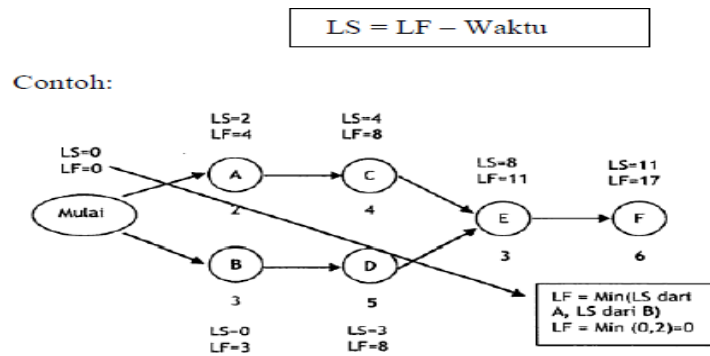 LS = LF – Waktu
Contoh:
LS=2
LF=4
LS=4
LF=8
LS=0
LF=0
LS=8
LF=11
LS=11
LF=17
A
C
Mulai
E
F
2
4
B
D
3
6
3
5
LF = Min(LS dari
A, LS dari B)
LF = Min (0,2)=0
LS=0
LF=3
LS=3
LF=8